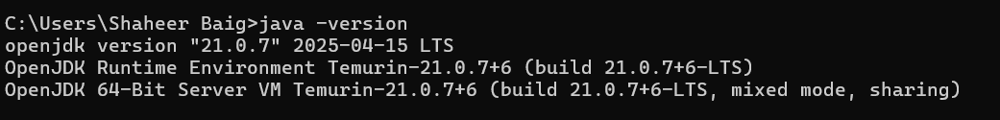 C:\Users\Shaheer Baig>java -version
openjdk version "21.0.7" 2025-04-15 LTS
OpenJDK Runtime Environment Temurin-21.0.7+6 (build 21.0.7+6-LTS)
OpenJDK 64-Bit Server VM Temurin-21.0.7+6 (build 21.0.7+6-LTS, mixed mode, sharing)